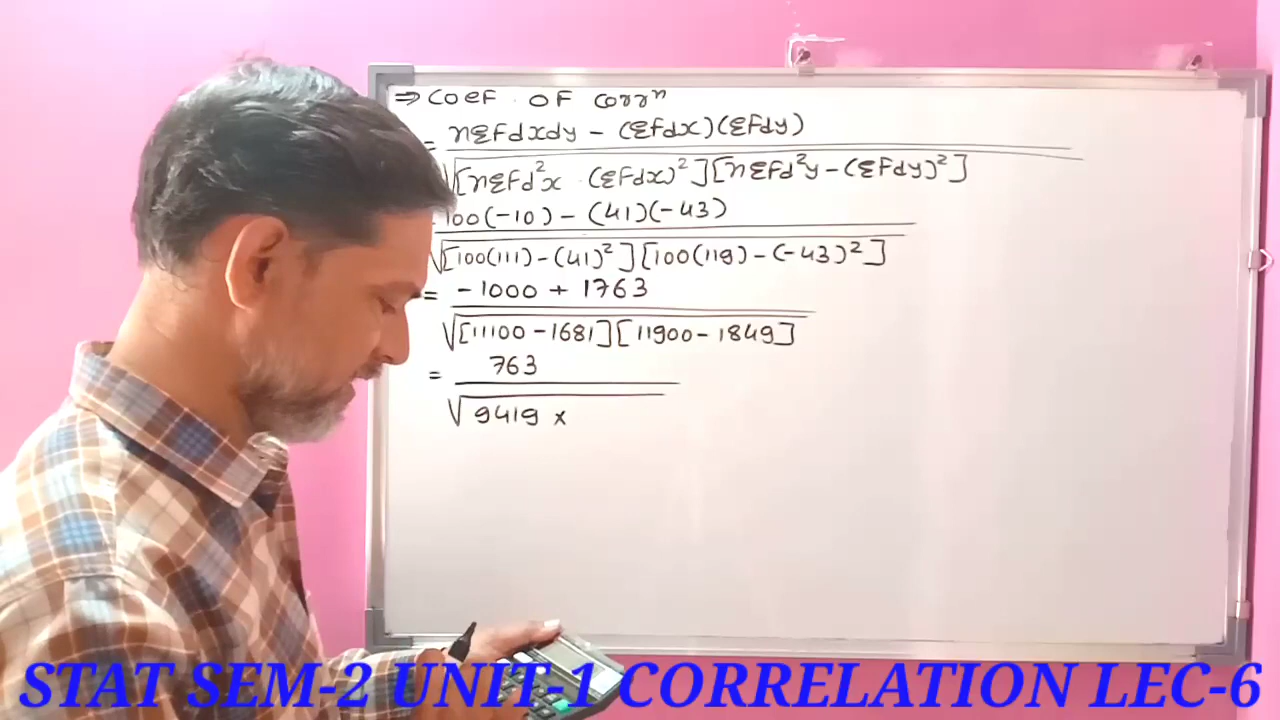 ⇒ Coef. OF Corrⁿ
= nΣfdxdy - (Σfdx)(Σfdy)
√[nΣfd²x - (Σfdx)²][nΣfd²y - (Σfdy)²]
100(-10) - (41)(-43)
√[100(111) - (41)²][100(119) - (-43)²]
= -1000 + 1763
√[11100 - 1681][11900 - 1849]
= 763
√9419 ×
STAT SEM-2 UNIT-1 CORRELATION LEC-6